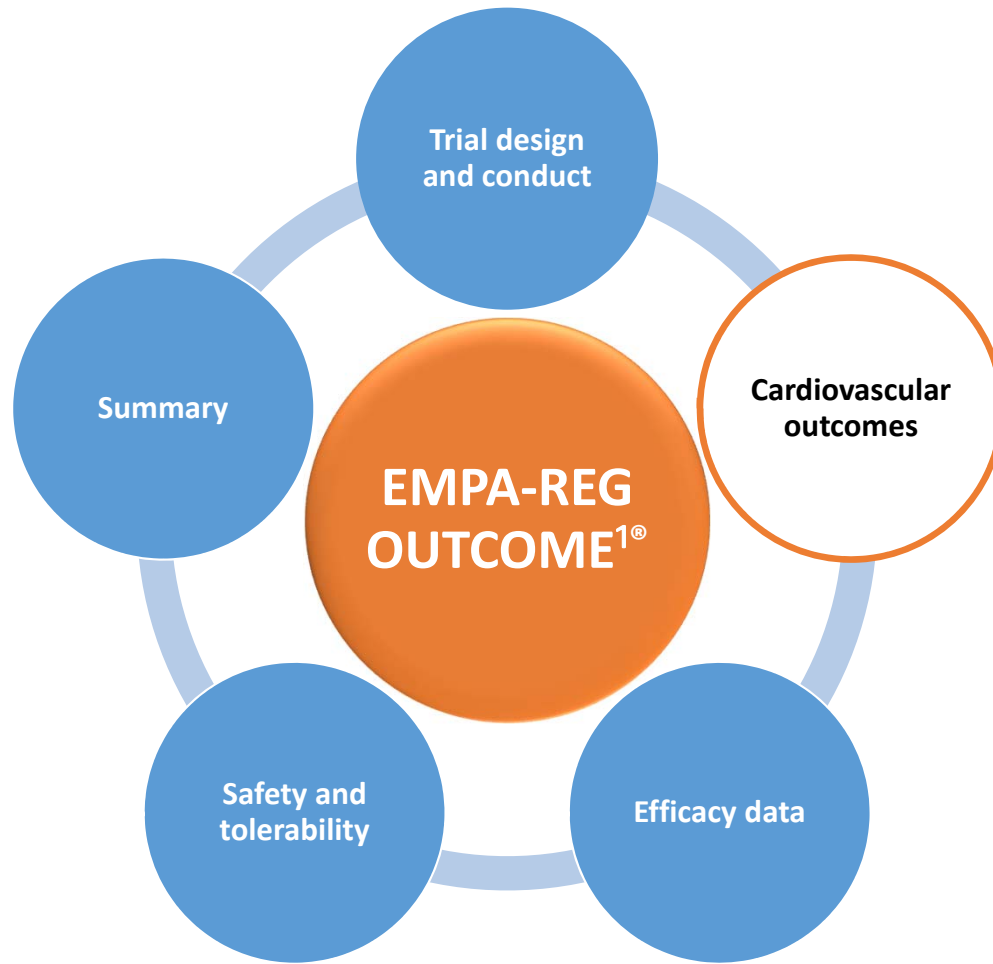 Trial design
and conduct
Cardiovascular
outcomes
Summary
EMPA-REG
OUTCOME¹®
Safety and
tolerability
Efficacy data